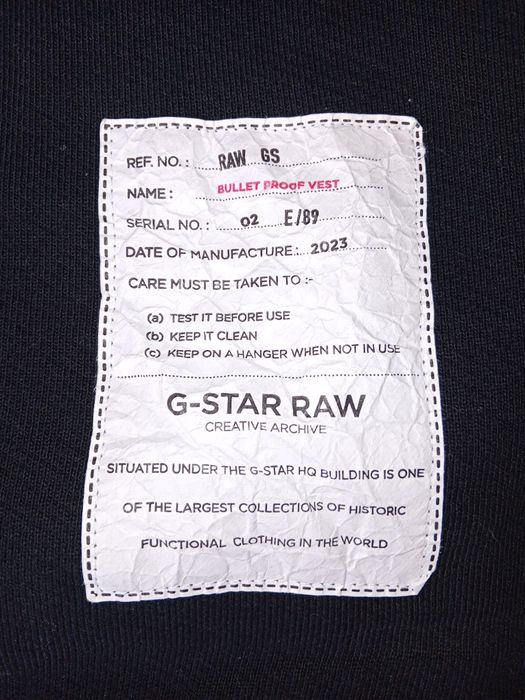 REF. NO. : RAW GS
NAME : BULLET PROOF VEST
SERIAL NO. : 02 E/89
DATE OF MANUFACTURE: 2023
CARE MUST BE TAKEN TO :-
(a) TEST IT BEFORE USE
(b) KEEP IT CLEAN
(c) KEEP ON A HANGER WHEN NOT IN USE
G-STAR RAW
CREATIVE ARCHIVE
SITUATED UNDER THE G-STAR HQ BUILDING IS ONE
OF THE LARGEST COLLECTIONS OF HISTORIC
FUNCTIONAL CLOTHING IN THE WORLD